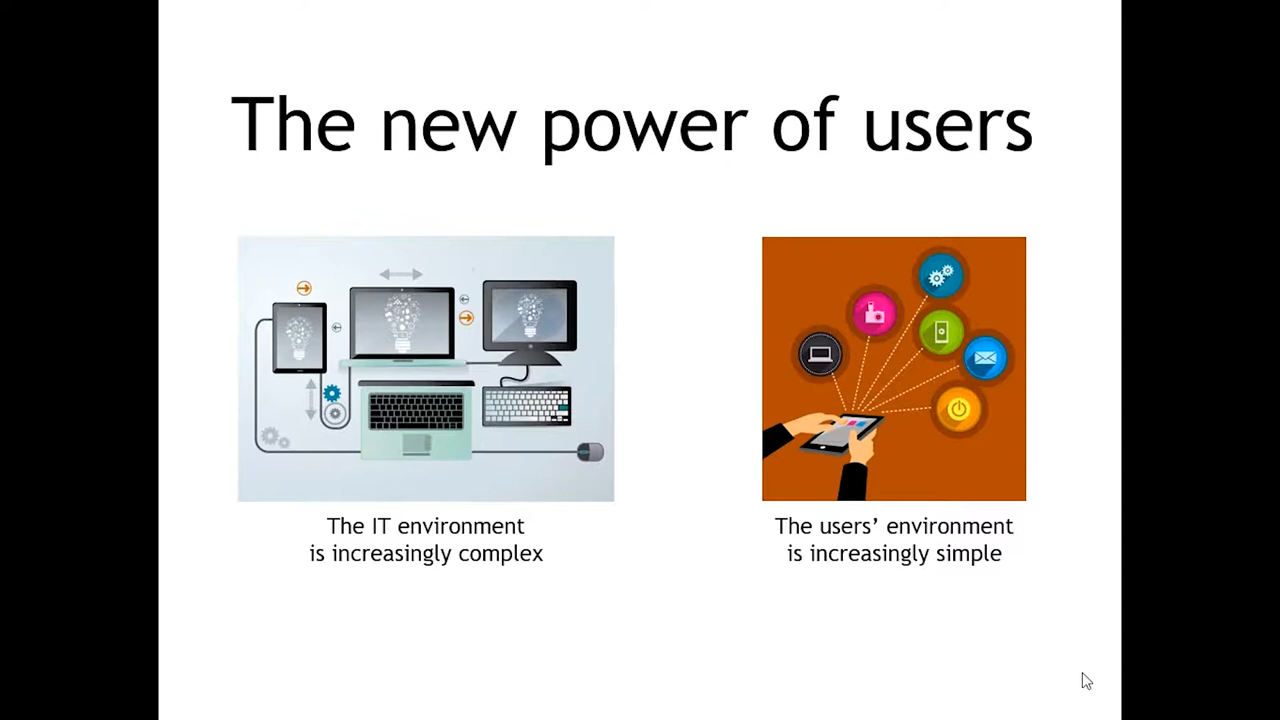 The new power of users
The IT environment
is increasingly complex
The users’ environment
is increasingly simple